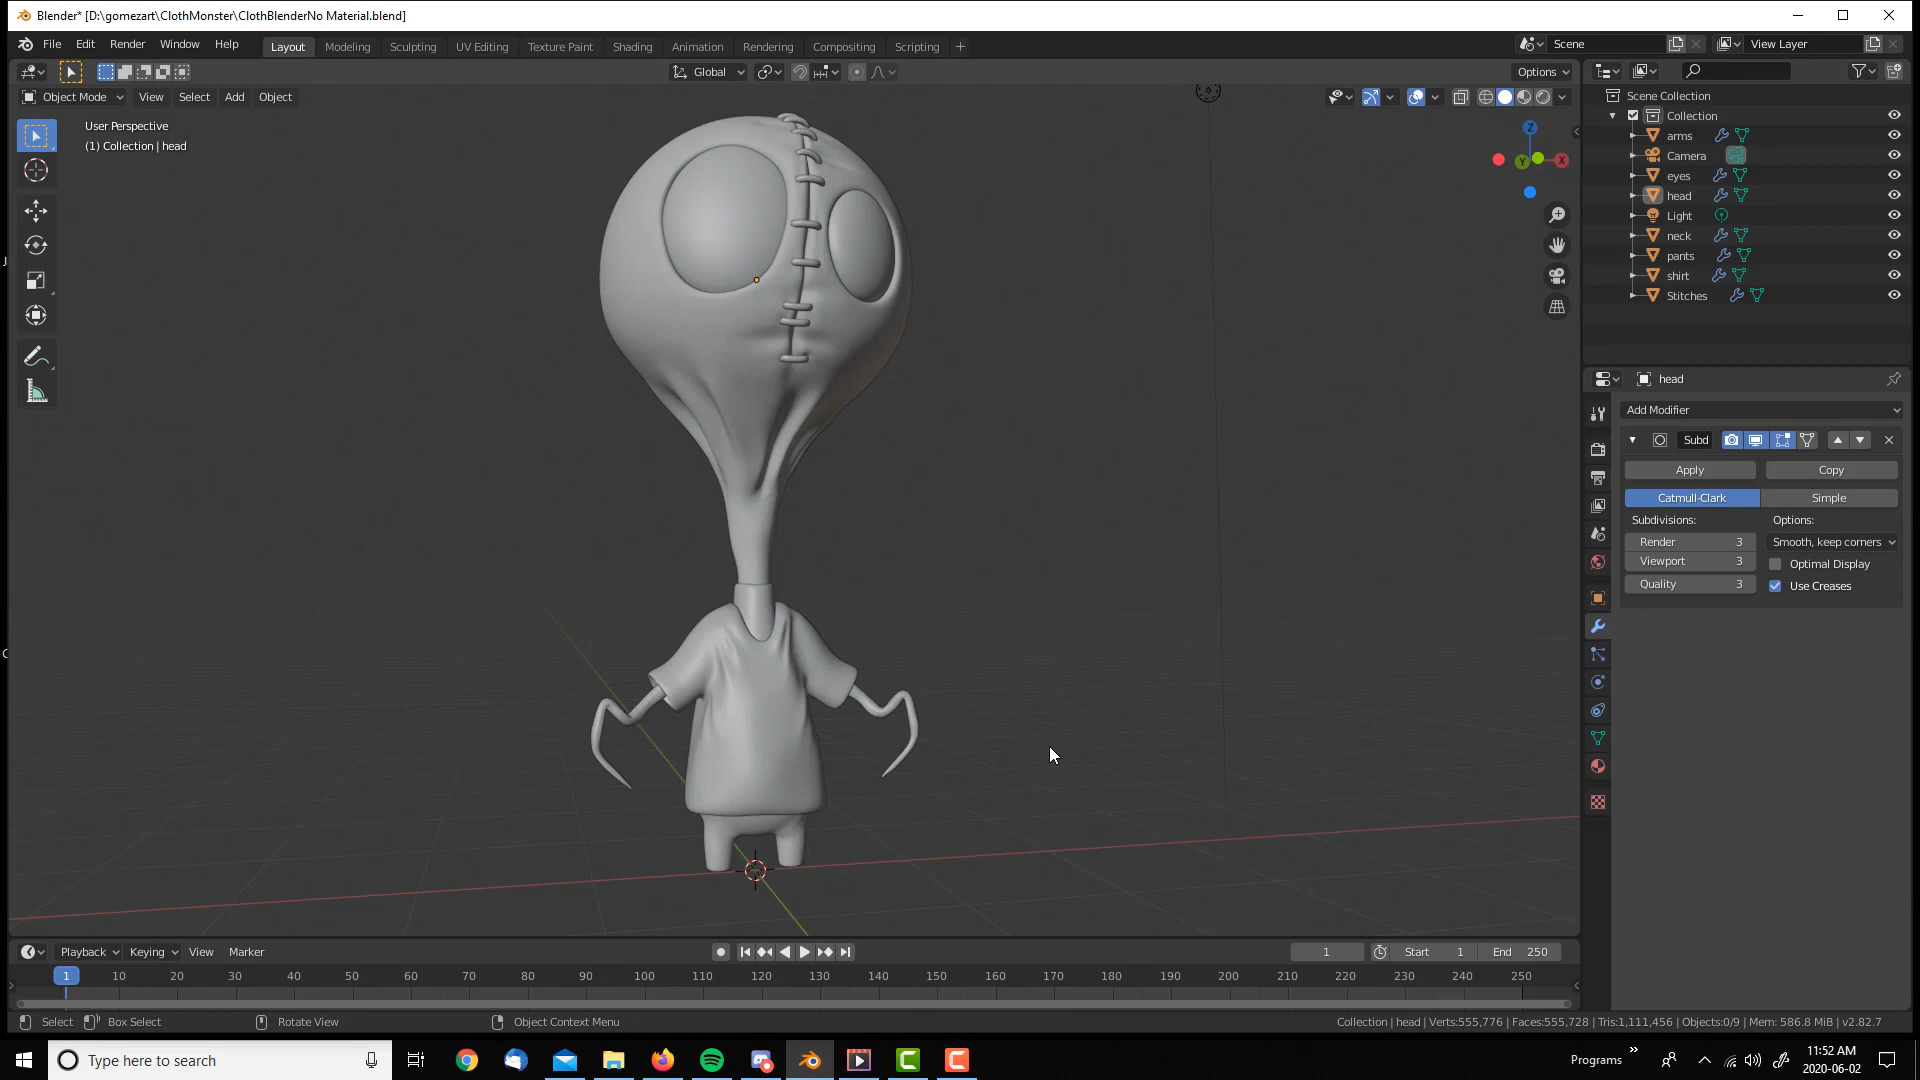 Blender* [D:\gomezart\ClothMonster\ClothBlenderNo Material.blend]
File Edit Render Window Help Layout Modeling Sculpting UV Editing Texture Paint Shading Animation Rendering Compositing Scripting + Scene View Layer
Global Options
Object Mode View Select Add Object
User Perspective
(1) Collection | head
Z
Y
X
Scene Collection
Collection
arms
Camera
eyes
head
Light
neck
pants
shirt
Stitches
head
Add Modifier
Subd
Apply Copy
Catmull-Clark Simple
Subdivisions: Options:
Render 3 Smooth, keep corners
Viewport 3 Optimal Display
Quality 3 Use Creases
Playback Keying View Marker 1 Start 1 End 250
1 10 20 30 40 50 60 70 80 90 100 110 120 130 140 150 160 170 180 190 200 210 220 230 240 250
Select Box Select Rotate View Object Context Menu Collection | head | Verts:555,776 | Faces:555,728 | Tris:1,111,456 | Objects:0/9 | Mem: 586.8 MiB | v2.82.7
Type here to search Programs 11:52 AM
2020-06-02